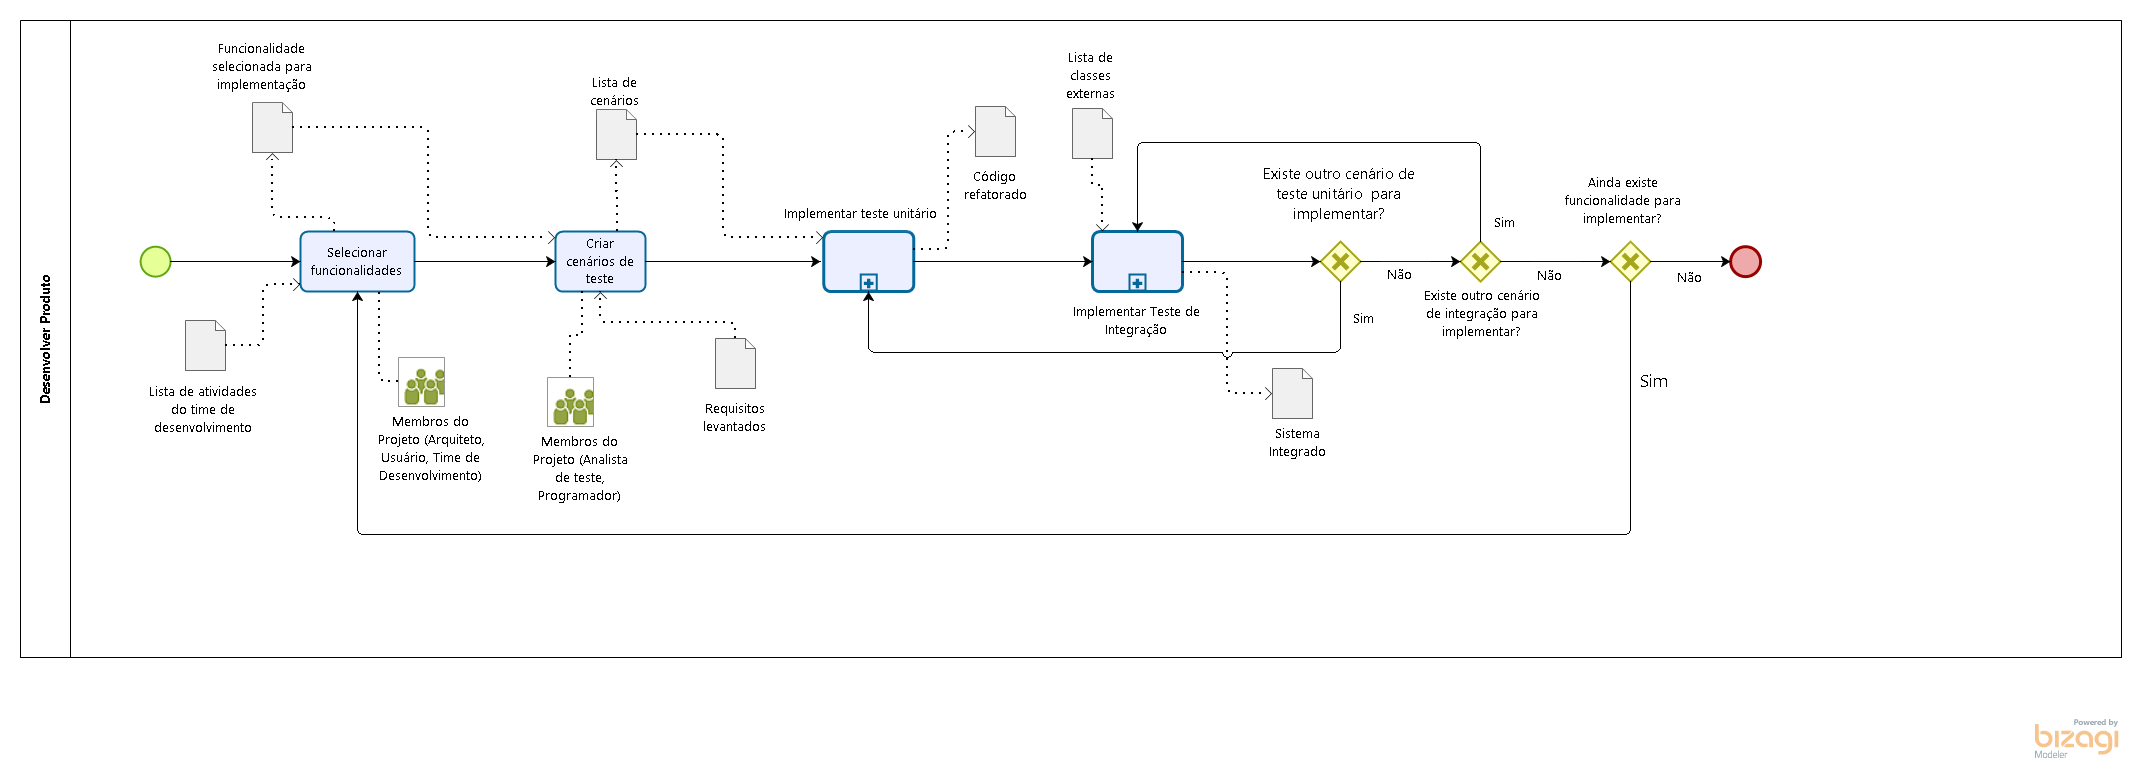 Desenvolver Produto
Funcionalidade
selecionada para
implementação
Lista de
cenários
Lista de
classes
externas
Código
refatorado
Existe outro cenário de
teste unitário  para
implementar?
Ainda existe
funcionalidade para
implementar?
Implementar teste unitário
Sim
Selecionar
funcionalidades
Criar
cenários de
teste
Não
Não
Não
Existe outro cenário
de integração para
implementar?
Implementar Teste de
Integração
Sim
Sim
Lista de atividades
do time de
desenvolvimento
Membros do
Projeto (Arquiteto,
Usuário, Time de
Desenvolvimento)
Membros do
Projeto (Analista
de teste,
Programador)
Requisitos
levantados
Sistema
Integrado
Powered by
bizagi
Modeler